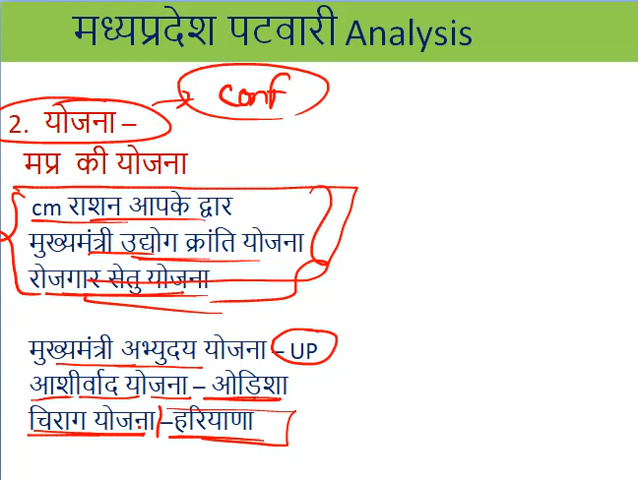 मध्यप्रदेश पटवारी Analysis
conf
2. योजना –
मप्र की योजना
cm राशन आपके द्वार
मुख्यमंत्री उद्योग क्रांति योजना
रोजगार सेतु योजना
मुख्यमंत्री अभ्युदय योजना – UP
आशीर्वाद योजना – ओडिशा
चिराग योजना –हरियाणा